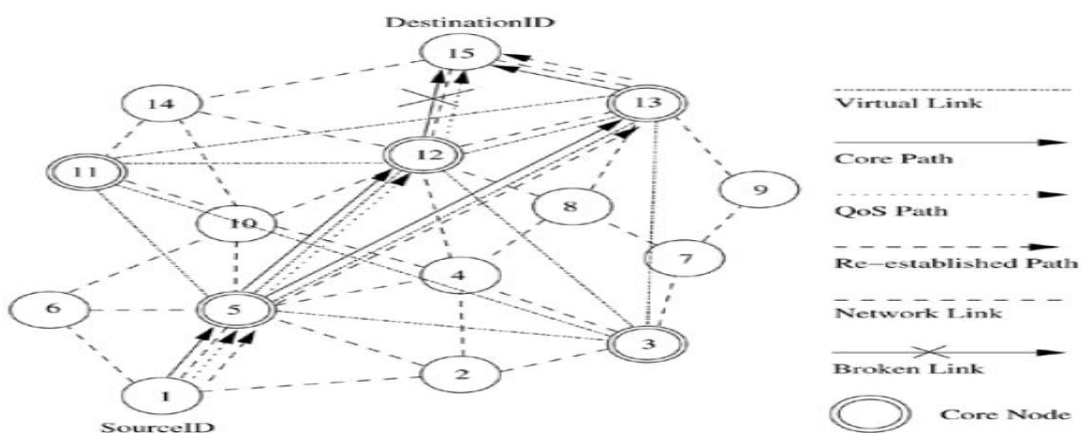 DestinationID
15
14
13
12
11
10
9
8
7
4
6
5
3
2
1
SourceID
Virtual Link
Core Path
QoS Path
Re-established Path
Network Link
Broken Link
Core Node